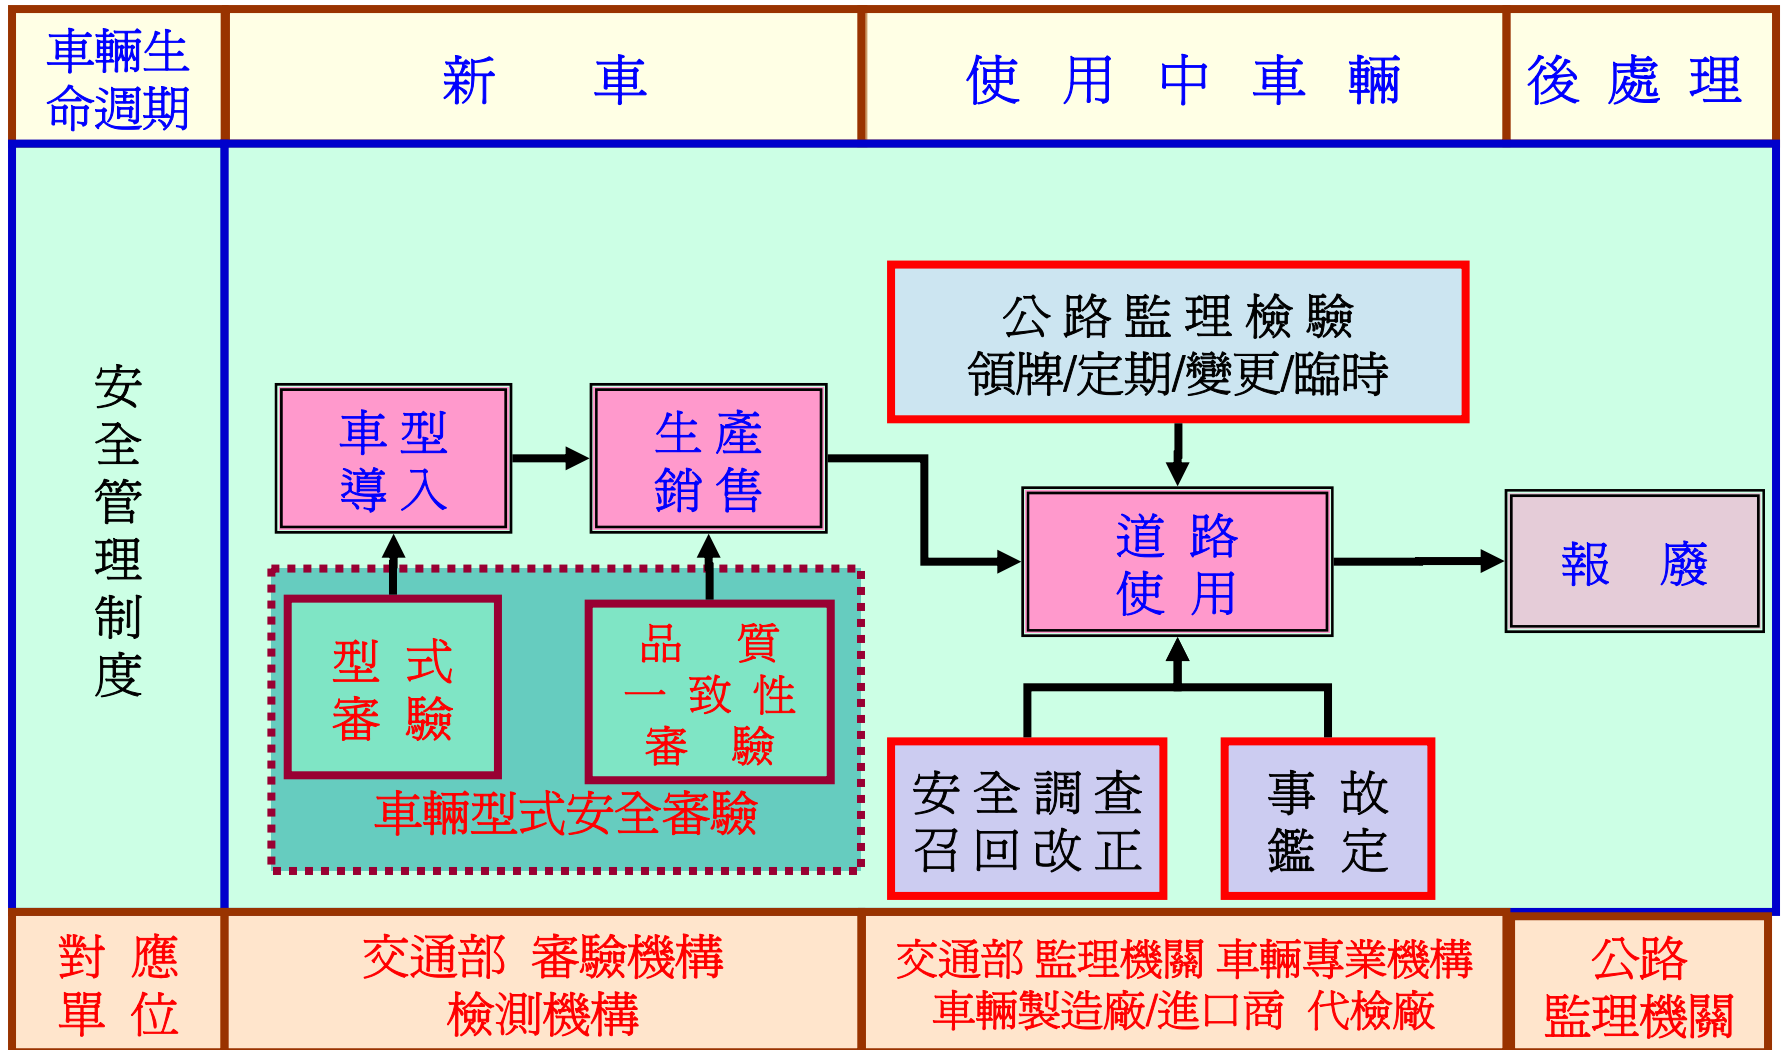 車輛生
命週期
新 車
使 用 中 車 輛
後 處 理
安
全
管
理
制
度
公 路 監 理 檢 驗
領牌/定期/變更/臨時
車 型
導 入
生 產
銷 售
道 路
使 用
報 廢
型 式
審 驗
品 質
一 致 性
審 驗
車輛型式安全審驗
安 全 調 查
召 回 改 正
事 故
鑑 定
對 應
單 位
交通部 審驗機構
檢測機構
交通部 監理機關 車輛專業機構
車輛製造廠/進口商 代檢廠
公路
監理機關